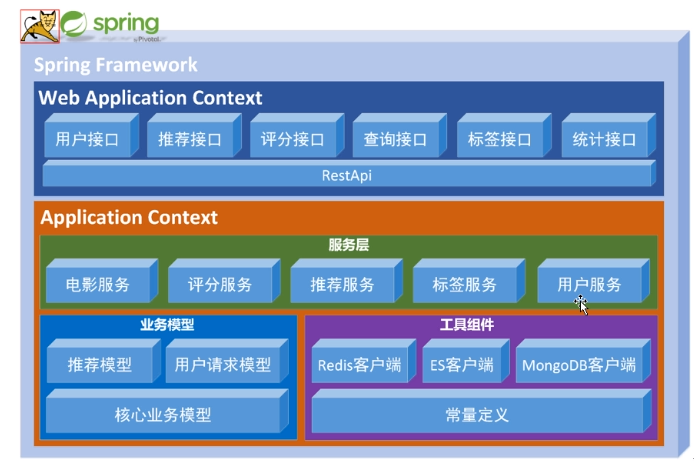 spring
by Pivotal.
Spring Framework
Web Application Context
用户接口 推荐接口 评分接口 查询接口 标签接口 统计接口
RestApi
Application Context
服务层
电影服务 评分服务 推荐服务 标签服务 用户服务
业务模型 工具组件
推荐模型 用户请求模型 Redis客户端 ES客户端 MongoDB客户端
核心业务模型 常量定义